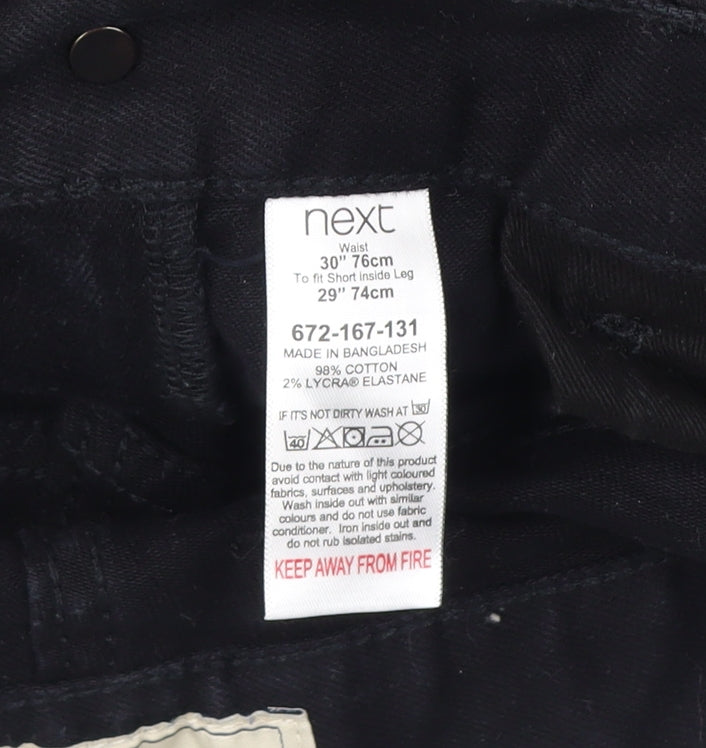 next
Waist
30" 76cm
To fit Short inside Leg
29" 74cm
672-167-131
MADE IN BANGLADESH
98% COTTON
2% LYCRA® ELASTANE
IF IT'S NOT DIRTY WASH AT 30
40
Due to the nature of this product
avoid contact with light coloured
fabrics, surfaces and upholstery.
Wash inside out with similar
colours and do not use fabric
conditioner. Iron inside out and
do not rub isolated stains.
KEEP AWAY FROM FIRE